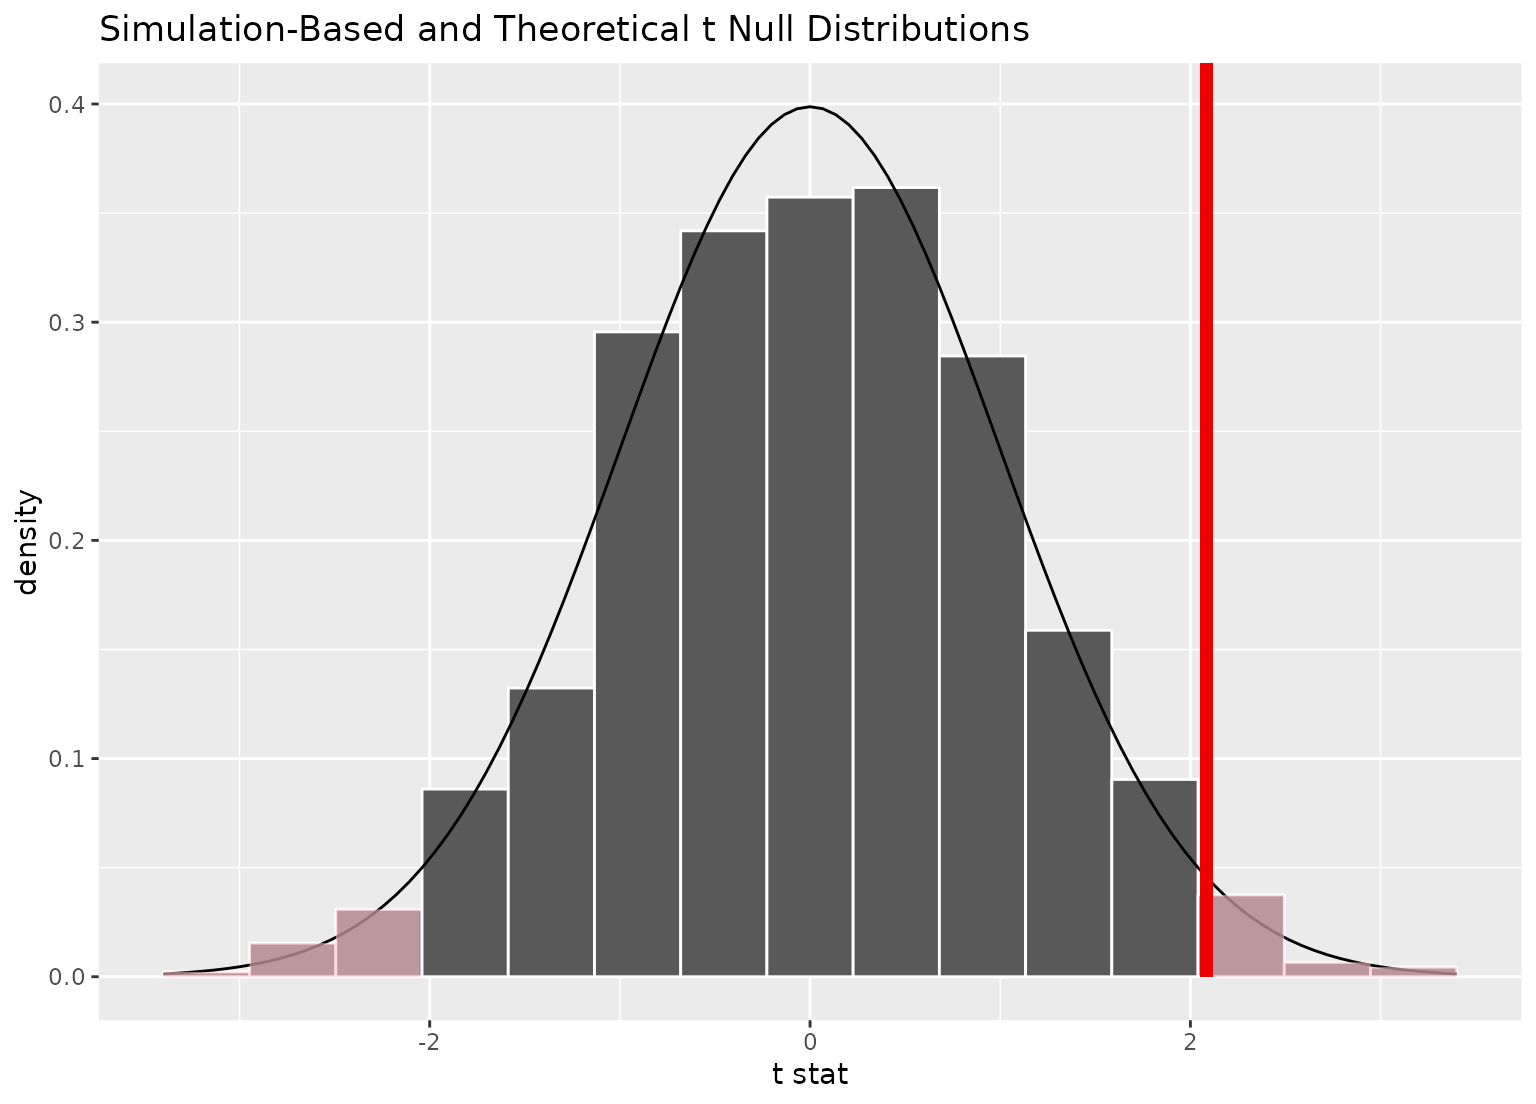 Simulation-Based and Theoretical t Null Distributions
density
0.4
0.3
0.2
0.1
0.0
-2 0 2
t stat